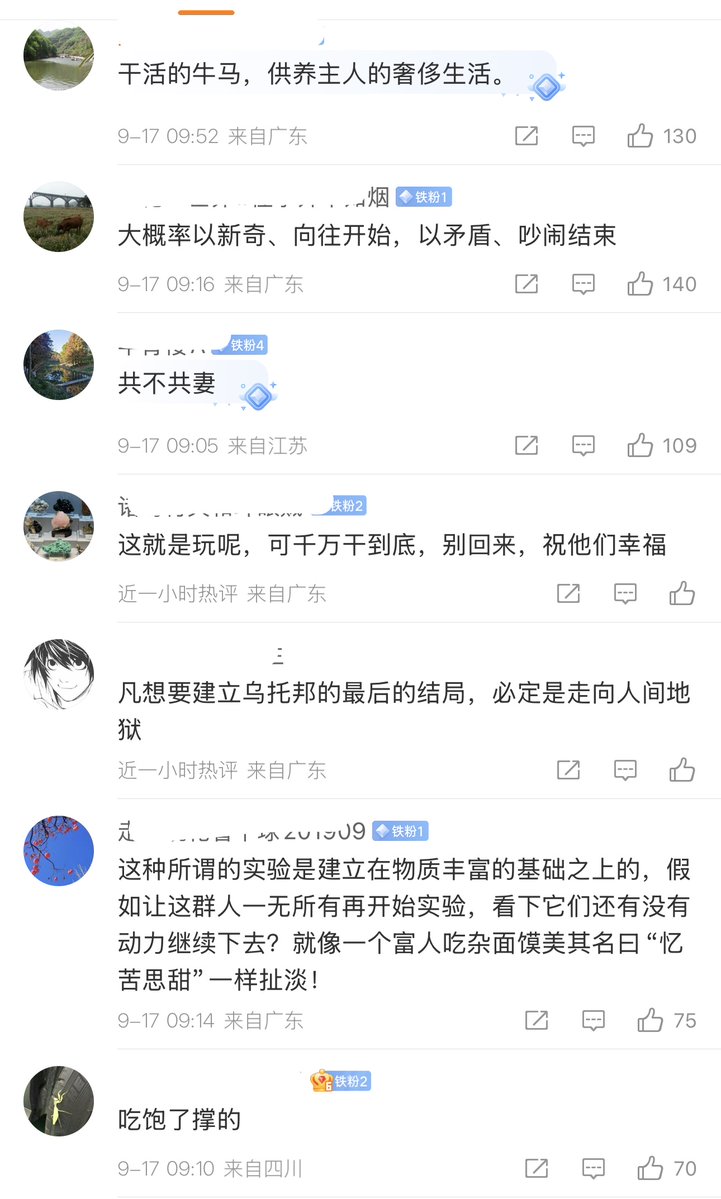 干活的牛马，供养主人的奢侈生活。
9-17 09:52 来自广东
130
烟 铁粉1
大概率以新奇、向往开始，以矛盾、吵闹结束
9-17 09:16 来自广东
140
铁粉4
共不共妻
9-17 09:05 来自江苏
109
铁粉2
这就是玩呢，可千万干到底，别回来，祝他们幸福
近一小时热评 来自广东
凡想要建立乌托邦的最后的结局，必定是走向人间地
狱
近一小时热评 来自广东
201909 铁粉1
这种所谓的实验是建立在物质丰富的基础之上的，假
如让这群人一无所有再开始实验，看下它们还有没有
动力继续下去？就像一个富人吃杂面馍美其名曰“忆
苦思甜”一样扯淡！
9-17 09:14 来自广东
75
6 铁粉2
吃饱了撑的
9-17 09:10 来自四川
70